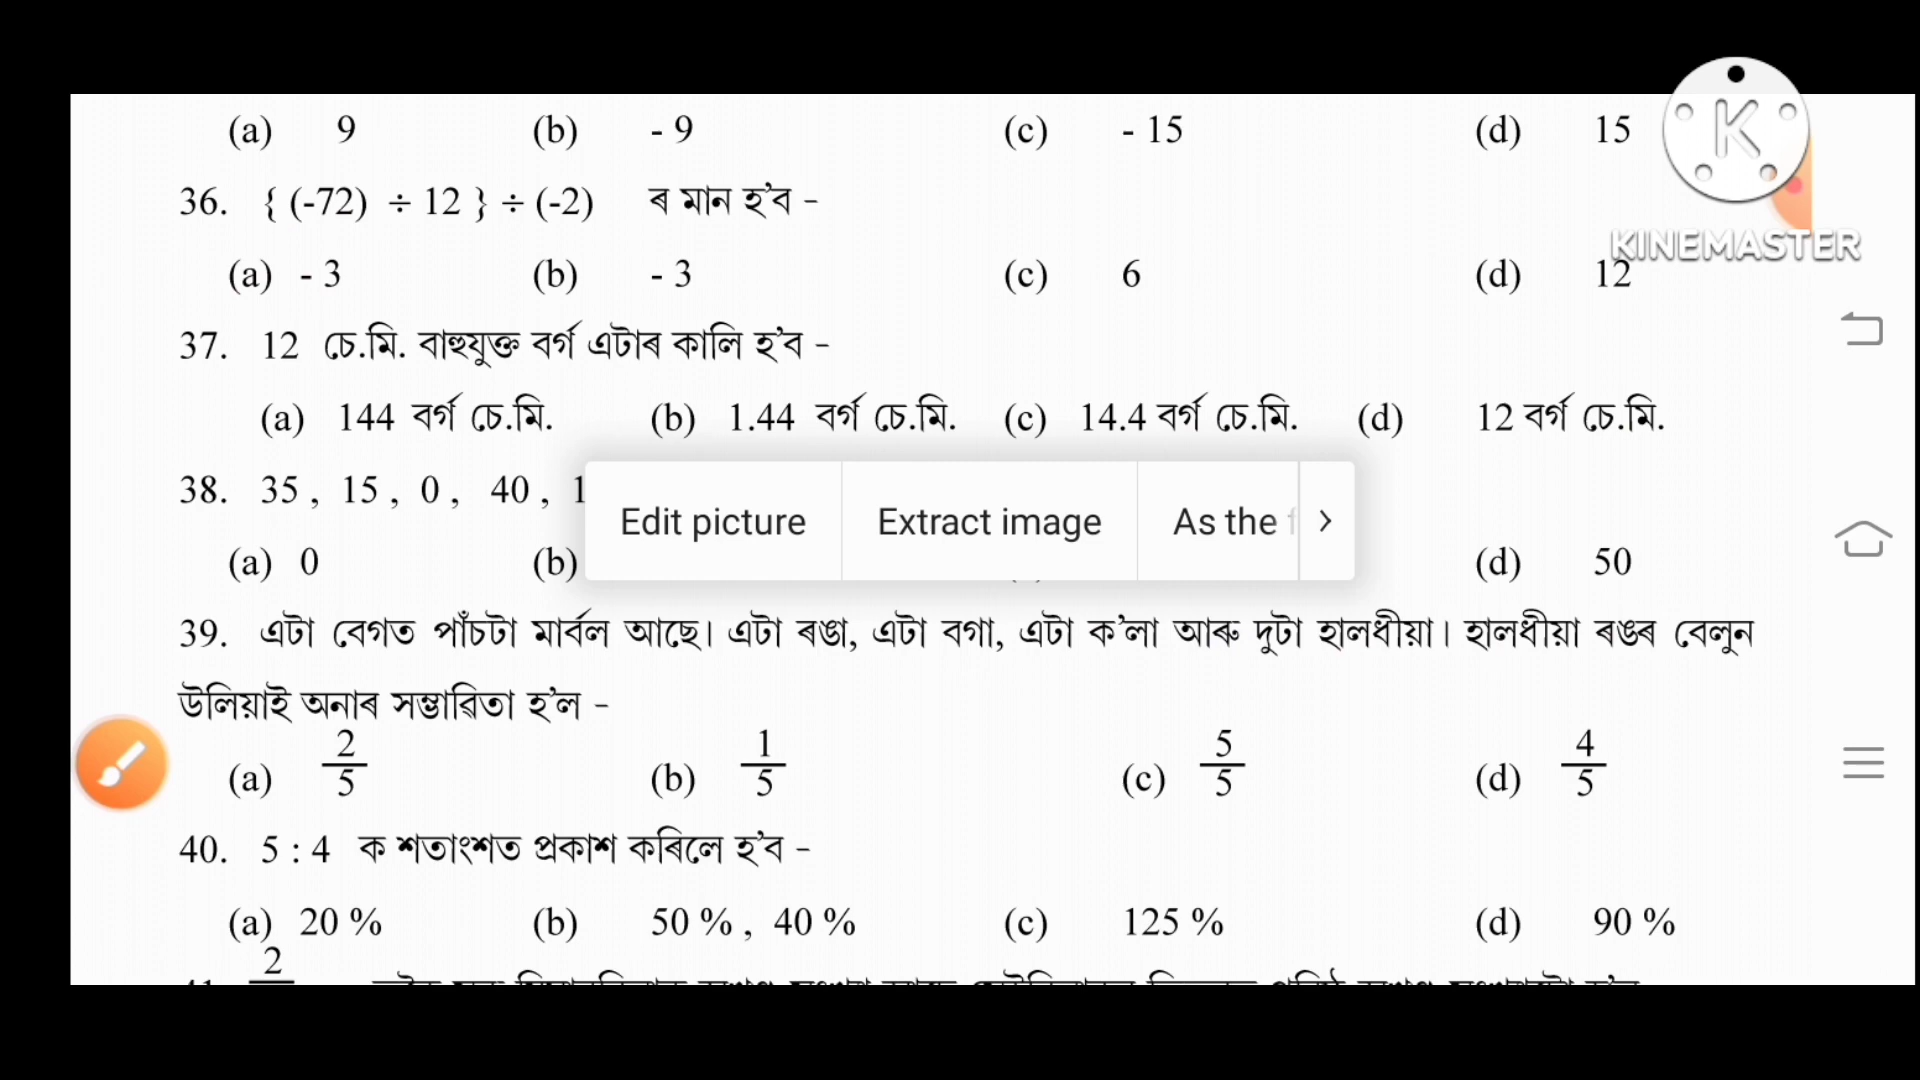 (a) 9 (b) - 9 (c) - 15 (d) 15
36. { (-72) ÷ 12 } ÷ (-2) ৰ মান হ’ব –
KINEMASTER
(a) - 3 (b) - 3 (c) 6 (d) 12
37. 12 চে.মি. বাহুযুক্ত বৰ্গ এটাৰ কালি হ’ব –
(a) 144 বৰ্গ চে.মি. (b) 1.44 বৰ্গ চে.মি. (c) 14.4 বৰ্গ চে.মি. (d) 12 বৰ্গ চে.মি.
38. 35 , 15 , 0 , 40 , 1
Edit picture Extract image As the
(a) 0 (b) (d) 50
39. এটা বেগত পাঁচটা মাৰ্বল আছে। এটা ৰঙা, এটা বগা, এটা ক’লা আৰু দুটা হালধীয়া। হালধীয়া ৰঙৰ বেলুন
উলিয়াই অনাৰ সম্ভাৱিতা হ’ল –
(a) 2/5 (b) 1/5 (c) 5/5 (d) 4/5
40. 5 : 4 ক শতাংশত প্ৰকাশ কৰিলে হ’ব –
(a) 20 % (b) 50 % , 40 % (c) 125 % (d) 90 %
2